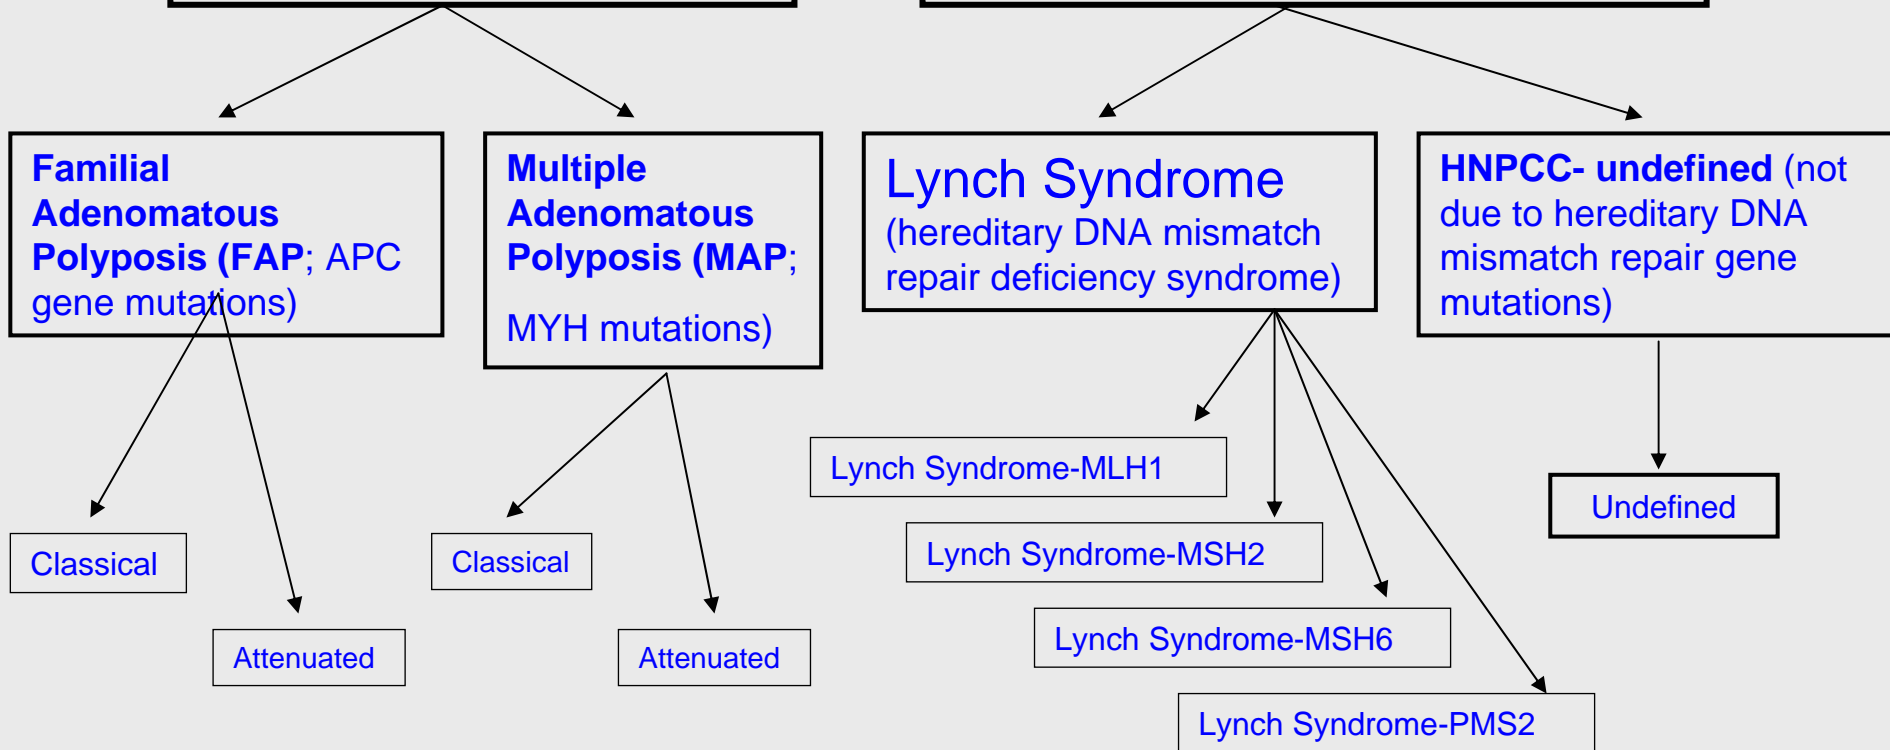 Familial
Adenomatous
Polyposis (FAP; APC
gene mutations)
Multiple
Adenomatous
Polyposis (MAP;
MYH mutations)
Lynch Syndrome
(hereditary DNA mismatch
repair deficiency syndrome)
HNPCC- undefined (not
due to hereditary DNA
mismatch repair gene
mutations)
Lynch Syndrome-MLH1
Undefined
Classical
Classical
Lynch Syndrome-MSH2
Attenuated
Attenuated
Lynch Syndrome-MSH6
Lynch Syndrome-PMS2